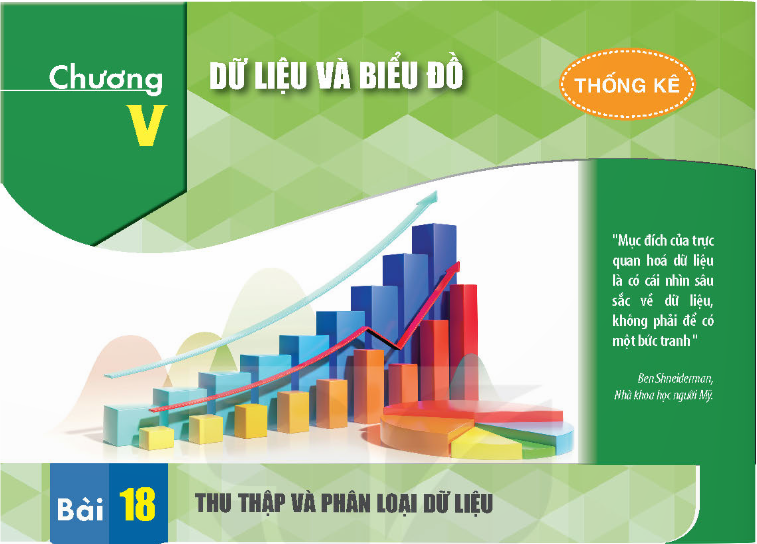 Chương
V
DỮ LIỆU VÀ BIỂU ĐỒ
THỐNG KÊ
"Mục đích của trực
quan hoá dữ liệu
là có cái nhìn sâu
sắc về dữ liệu,
không phải để có
một bức tranh"
Ben Shneiderman,
Nhà khoa học người Mỹ.
Bài 18
THU THẬP VÀ PHÂN LOẠI DỮ LIỆU